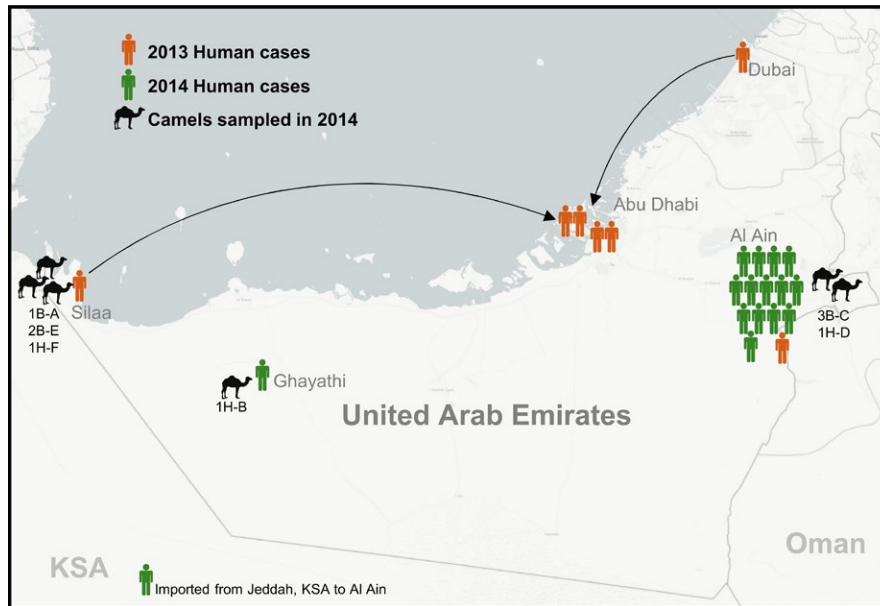 2013 Human cases
2014 Human cases
Camels sampled in 2014
Dubai
Abu Dhabi
Al Ain
Silaa
1B-A
2B-E
1H-F
3B-C
1H-D
Ghayathi
1H-B
United Arab Emirates
KSA
Oman
Imported from Jeddah, KSA to Al Ain